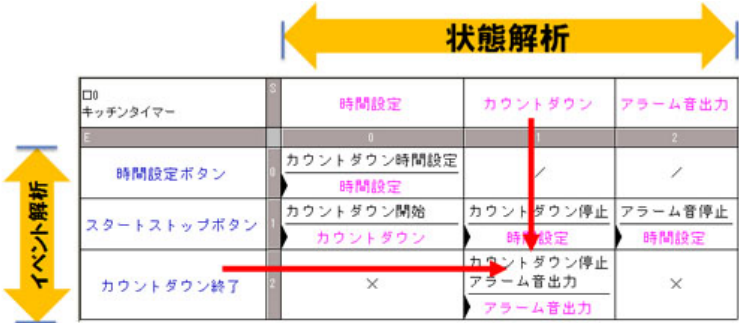 状態解析
□0
キッチンタイマー
S
時間設定
カウントダウン
アラーム音出力
E
0
1
2
イベント解析
時間設定ボタン
0
カウントダウン時間設定
時間設定
/
/
スタートストップボタン
1
カウントダウン開始
カウントダウン
カウントダウン停止
時間設定
アラーム音停止
時間設定
カウントダウン終了
2
×
カウントダウン停止
アラーム音出力
アラーム音出力
×